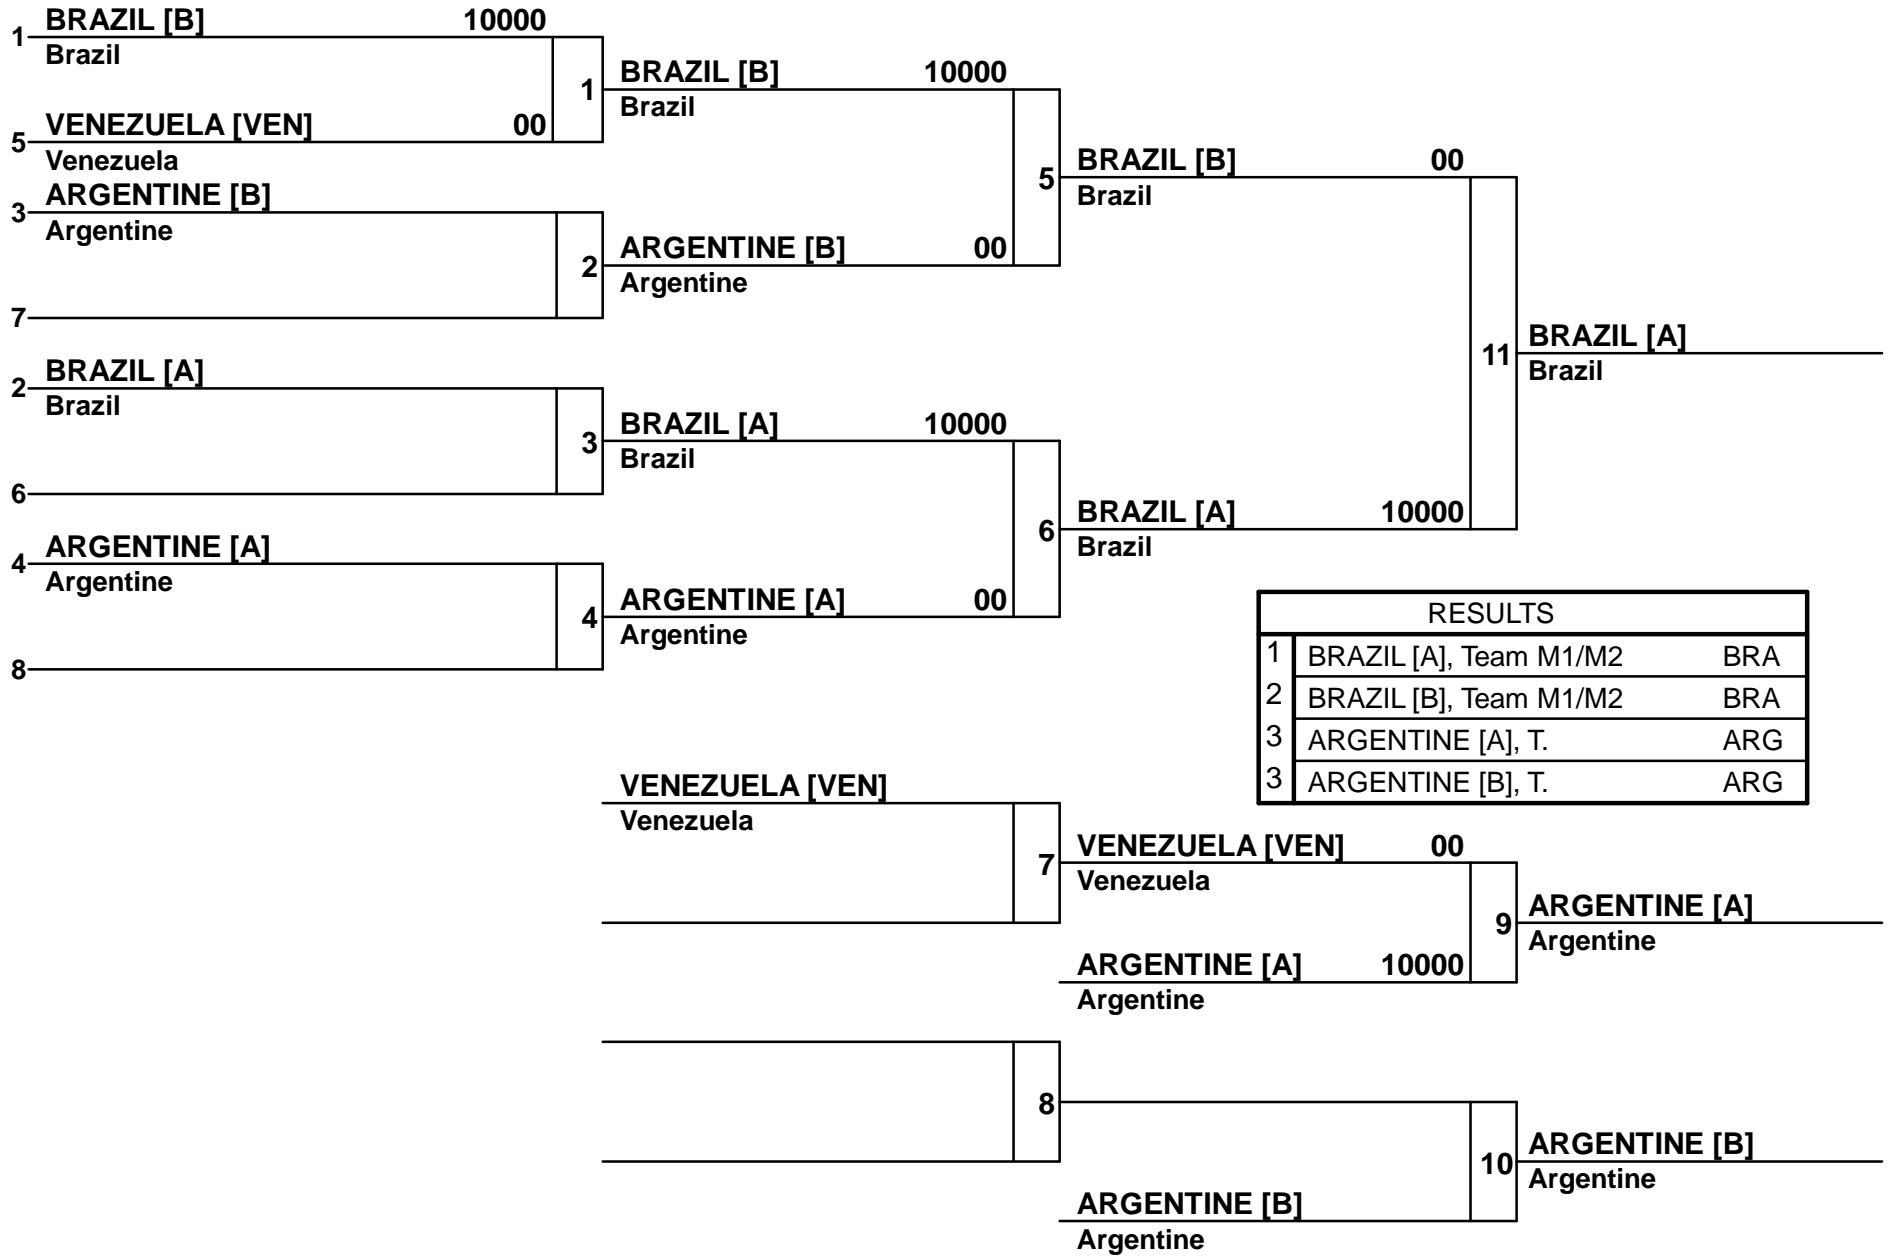 BRAZIL [B] 10000
1
Brazil
1
BRAZIL [B] 10000
Brazil
VENEZUELA [VEN] 00
5
Venezuela
5
BRAZIL [B] 00
Brazil
ARGENTINE [B]
3
Argentine
2
ARGENTINE [B] 00
Argentine
7
11
BRAZIL [A]
Brazil
BRAZIL [A]
2
Brazil
3
BRAZIL [A] 10000
Brazil
6
6
BRAZIL [A] 10000
Brazil
ARGENTINE [A]
4
Argentine
4
ARGENTINE [A] 00
Argentine
8
RESULTS
1 BRAZIL [A], Team M1/M2 BRA
2 BRAZIL [B], Team M1/M2 BRA
3 ARGENTINE [A], T. ARG
3 ARGENTINE [B], T. ARG
VENEZUELA [VEN]
Venezuela
7
VENEZUELA [VEN] 00
Venezuela
9
ARGENTINE [A]
Argentine
ARGENTINE [A] 10000
Argentine
8
10
ARGENTINE [B]
Argentine
ARGENTINE [B]
Argentine